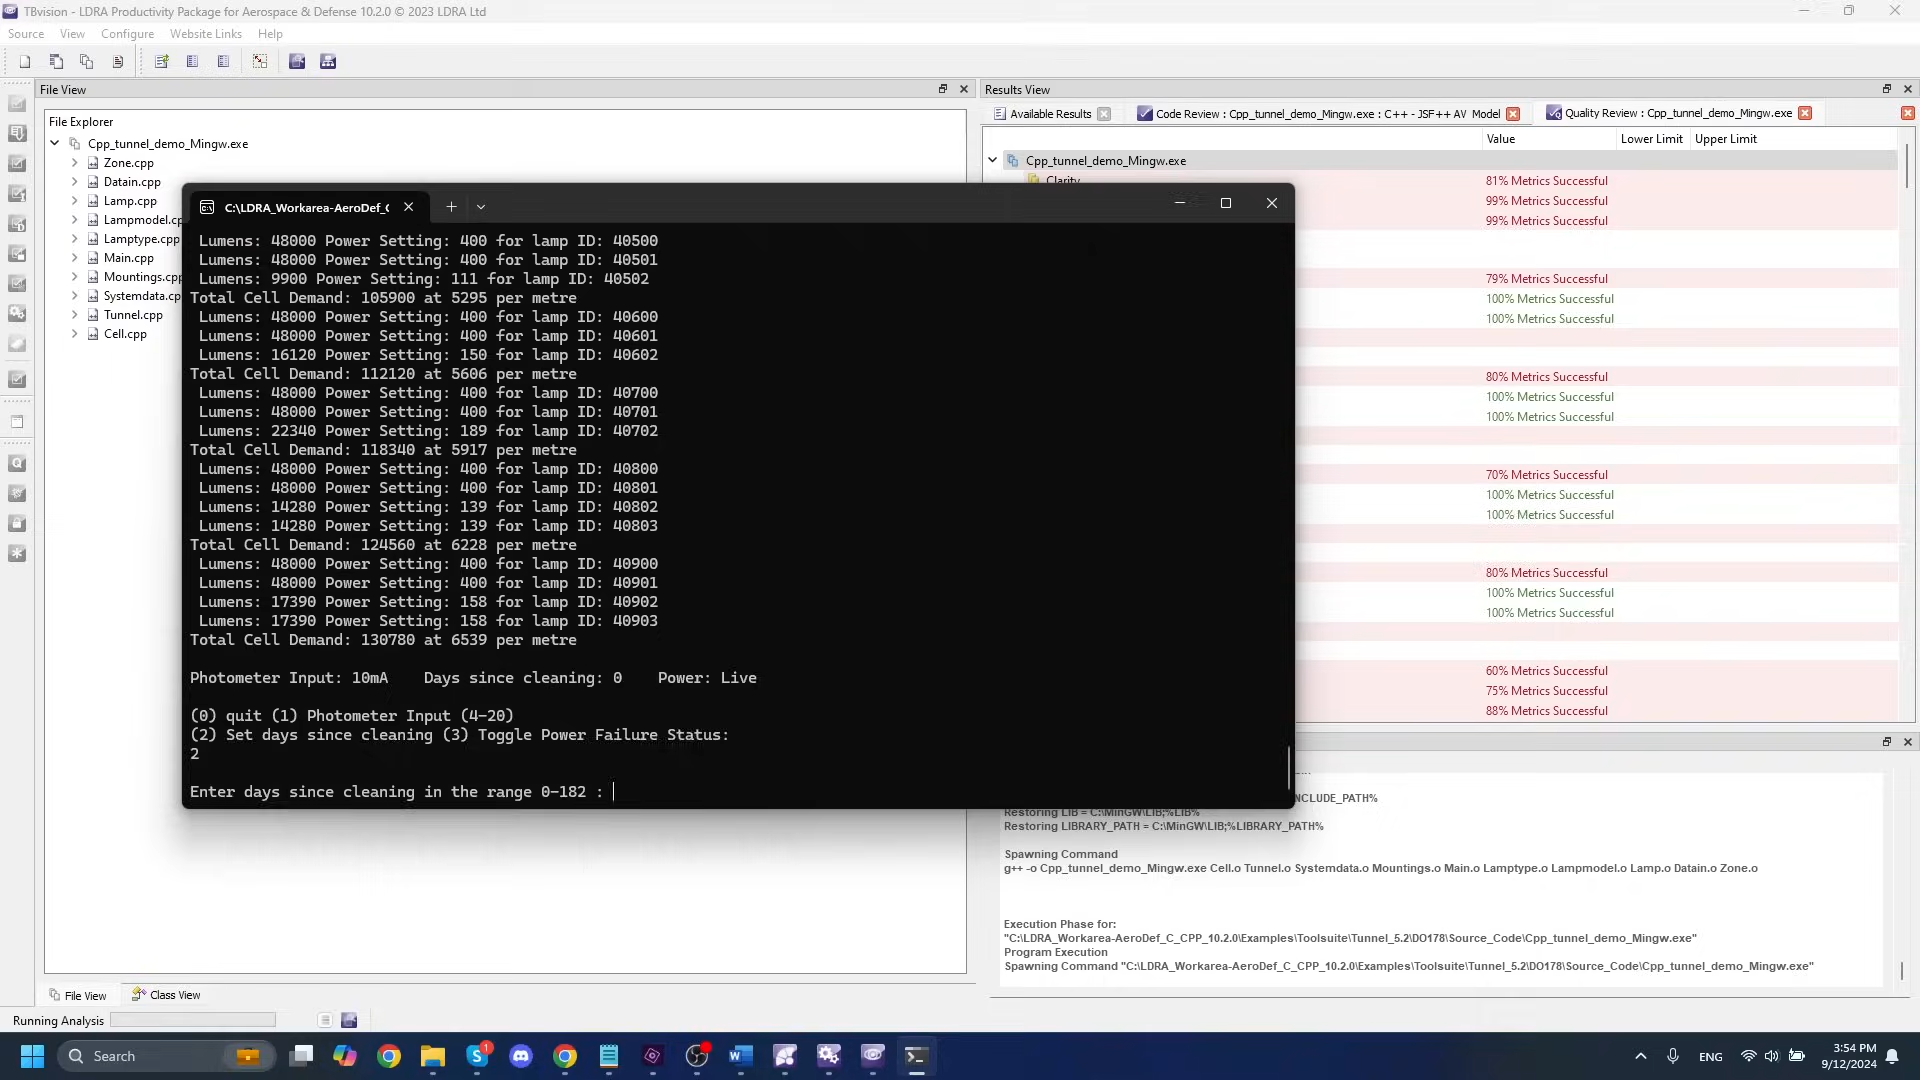 TBvision - LDRA Productivity Package for Aerospace & Defense 10.2.0 © 2023 LDRA Ltd
Source View Configure Website Links Help
File View
File Explorer
Cpp_tunnel_demo_Mingw.exe
Zone.cpp
Datain.cpp
Lamp.cpp
Lampmodel.cp
Lamptype.cpp
Main.cpp
Mountings.cpp
Systemdata.cp
Tunnel.cpp
Cell.cpp
C:\LDRA_Workarea-AeroDef_C
Lumens: 48000 Power Setting: 400 for lamp ID: 40500
Lumens: 48000 Power Setting: 400 for lamp ID: 40501
Lumens: 9900 Power Setting: 111 for lamp ID: 40502
Total Cell Demand: 105900 at 5295 per metre
Lumens: 48000 Power Setting: 400 for lamp ID: 40600
Lumens: 48000 Power Setting: 400 for lamp ID: 40601
Lumens: 16120 Power Setting: 150 for lamp ID: 40602
Total Cell Demand: 112120 at 5606 per metre
Lumens: 48000 Power Setting: 400 for lamp ID: 40700
Lumens: 48000 Power Setting: 400 for lamp ID: 40701
Lumens: 22340 Power Setting: 189 for lamp ID: 40702
Total Cell Demand: 118340 at 5917 per metre
Lumens: 48000 Power Setting: 400 for lamp ID: 40800
Lumens: 48000 Power Setting: 400 for lamp ID: 40801
Lumens: 14280 Power Setting: 139 for lamp ID: 40802
Lumens: 14280 Power Setting: 139 for lamp ID: 40803
Total Cell Demand: 124560 at 6228 per metre
Lumens: 48000 Power Setting: 400 for lamp ID: 40900
Lumens: 48000 Power Setting: 400 for lamp ID: 40901
Lumens: 17390 Power Setting: 158 for lamp ID: 40902
Lumens: 17390 Power Setting: 158 for lamp ID: 40903
Total Cell Demand: 130780 at 6539 per metre
Photometer Input: 10mA Days since cleaning: 0 Power: Live
(0) quit (1) Photometer Input (4-20)
(2) Set days since cleaning (3) Toggle Power Failure Status:
2
Enter days since cleaning in the range 0-182 :
Results View
Available Results Code Review : Cpp_tunnel_demo_Mingw.exe : C++ - JSF++ AV Model Quality Review : Cpp_tunnel_demo_Mingw.exe
Value Lower Limit Upper Limit
Cpp_tunnel_demo_Mingw.exe
Clarity 81% Metrics Successful
99% Metrics Successful
99% Metrics Successful
79% Metrics Successful
100% Metrics Successful
100% Metrics Successful
80% Metrics Successful
100% Metrics Successful
100% Metrics Successful
70% Metrics Successful
100% Metrics Successful
100% Metrics Successful
80% Metrics Successful
100% Metrics Successful
100% Metrics Successful
60% Metrics Successful
75% Metrics Successful
88% Metrics Successful
NCLUDE_PATH%
Restoring LIB = C:\MinGW\LIB;%LIB%
Restoring LIBRARY_PATH = C:\MinGW\LIB;%LIBRARY_PATH%
Spawning Command
g++ -o Cpp_tunnel_demo_Mingw.exe Cell.o Tunnel.o Systemdata.o Mountings.o Main.o Lamptype.o Lampmodel.o Lamp.o Datain.o Zone.o
Execution Phase for:
"C:\LDRA_Workarea-AeroDef_C_CPP_10.2.0\Examples\Toolsuite\Tunnel_5.2\DO178\Source_Code\Cpp_tunnel_demo_Mingw.exe"
Program Execution
Spawning Command "C:\LDRA_Workarea-AeroDef_C_CPP_10.2.0\Examples\Toolsuite\Tunnel_5.2\DO178\Source_Code\Cpp_tunnel_demo_Mingw.exe"
File View Class View
Running Analysis
Search
1
ENG
3:54 PM
9/12/2024